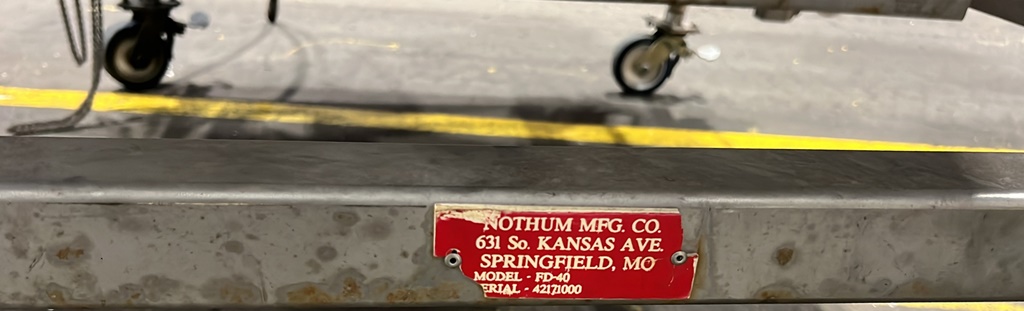 NOTHUM MFG. CO.
631 So. KANSAS AVE.
SPRINGFIELD, MO
MODEL - FD-40
ERIAL - 42171000